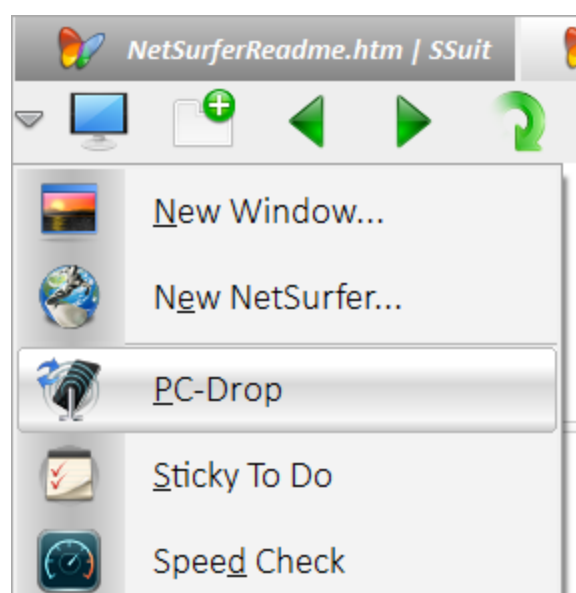 NetSurferReadme.htm | SSuit
New Window...
New NetSurfer...
PC-Drop
Sticky To Do
Speed Check